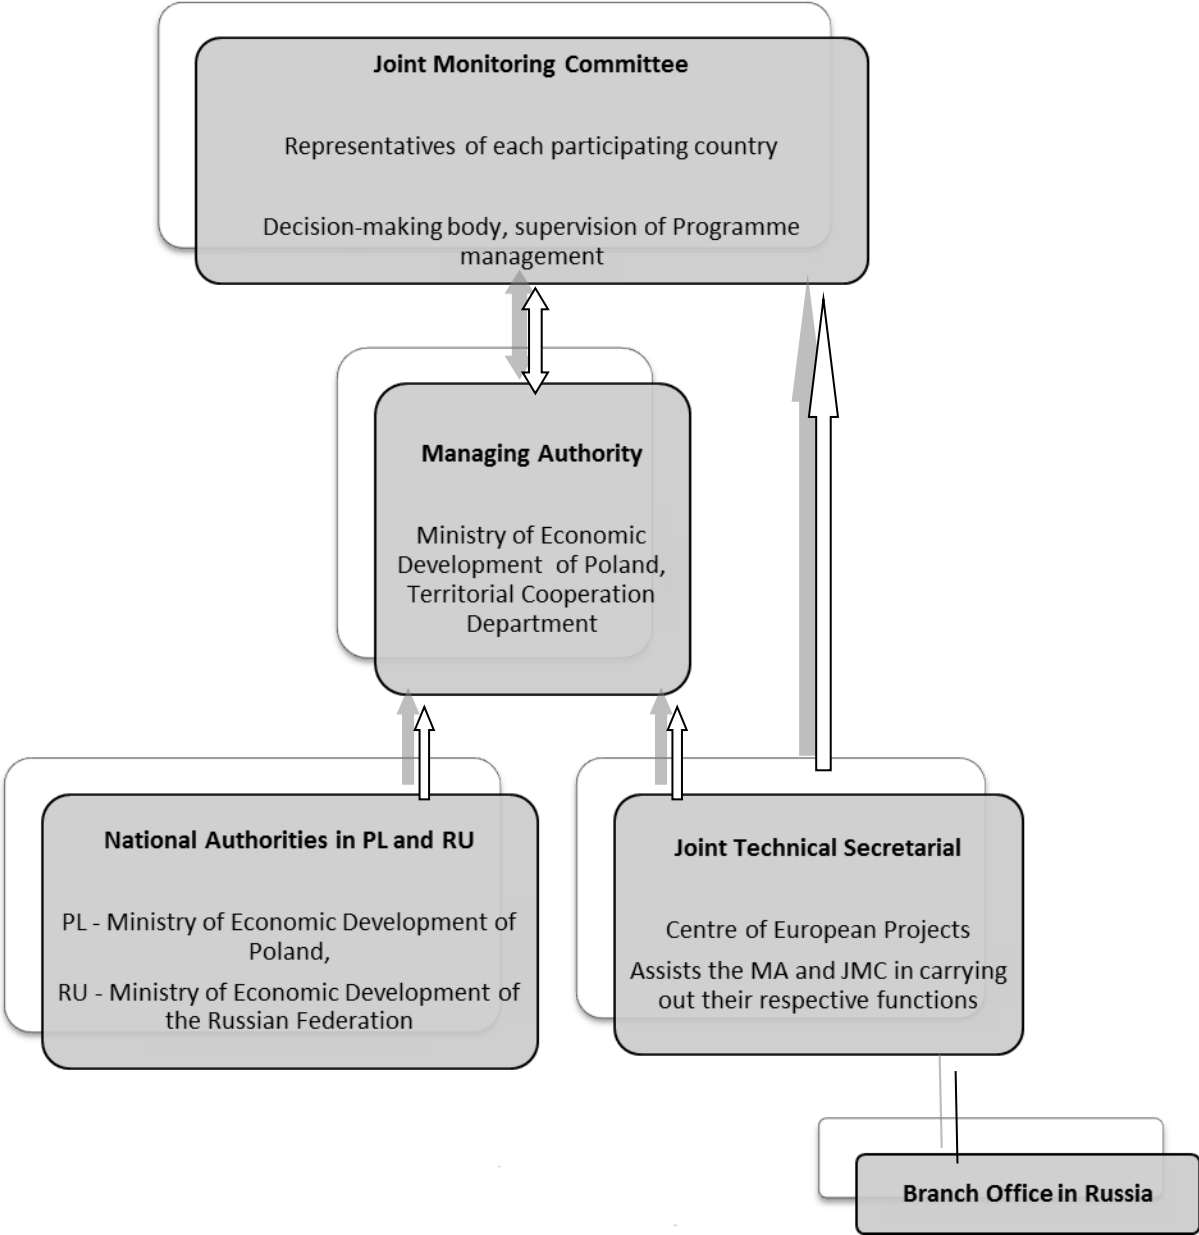 Joint Monitoring Committee
Representatives of each participating country
Decision-making body, supervision of Programme
management
Managing Authority
Ministry of Economic
Development of Poland,
Territorial Cooperation
Department
National Authorities in PL and RU
PL - Ministry of Economic Development of
Poland,
RU - Ministry of Economic Development of
the Russian Federation
Joint Technical Secretarial
Centre of European Projects
Assists the MA and JMC in carrying
out their respective functions
Branch Office in Russia